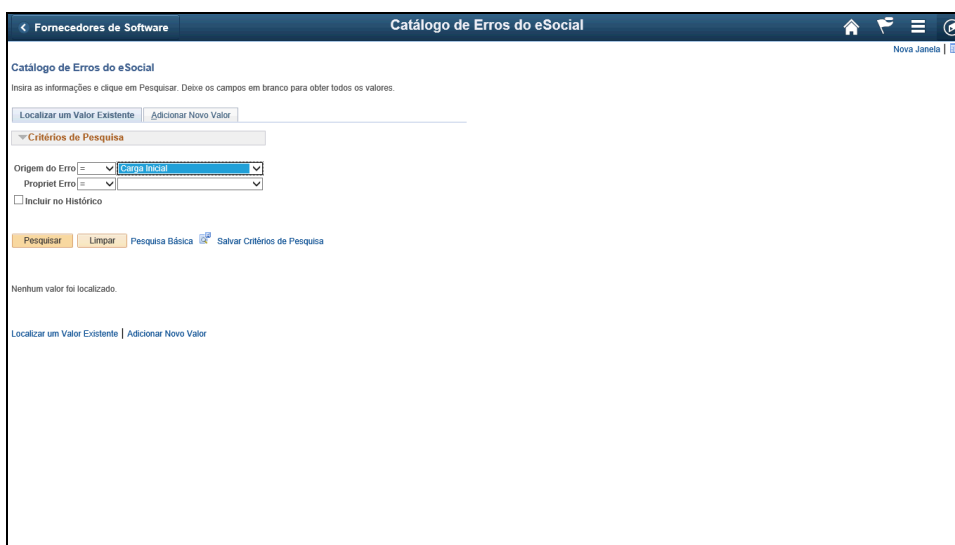 Fornecedores de Software
Catálogo de Erros do eSocial
Nova Janela |
Catálogo de Erros do eSocial
Insira as informações e clique em Pesquisar. Deixe os campos em branco para obter todos os valores.
Localizar um Valor Existente Adicionar Novo Valor
Critérios de Pesquisa
Origem do Erro = Carga Inicial
Propriet Erro =
Incluir no Histórico
Pesquisar Limpar Pesquisa Básica Salvar Critérios de Pesquisa
Nenhum valor foi localizado.
Localizar um Valor Existente | Adicionar Novo Valor